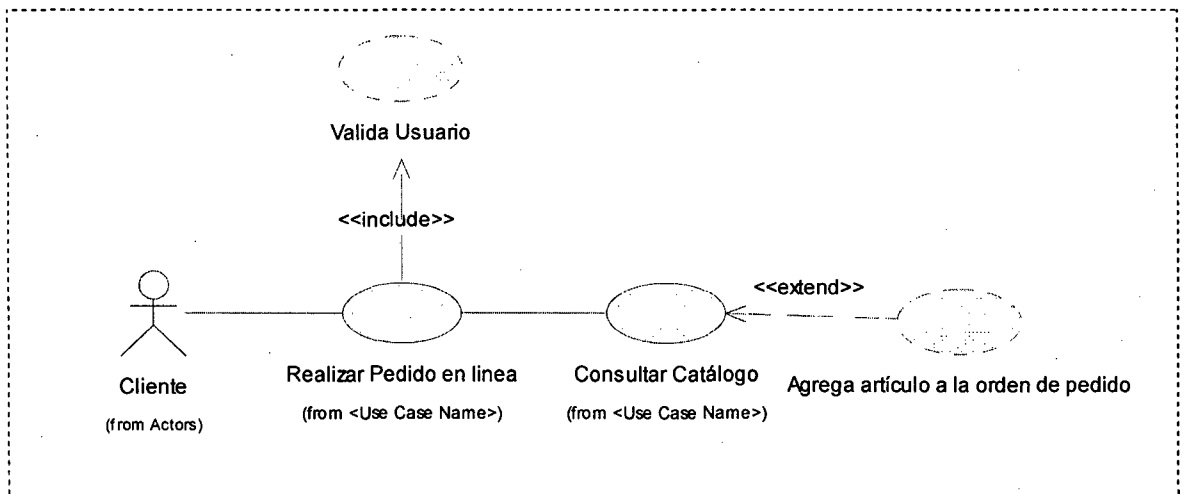 Valida Usuario
<<include>>
<<extend>>
Cliente
(from Actors)
Realizar Pedido en linea
(from <Use Case Name>)
Consultar Catálogo
(from <Use Case Name>)
Agrega artículo a la orden de pedido